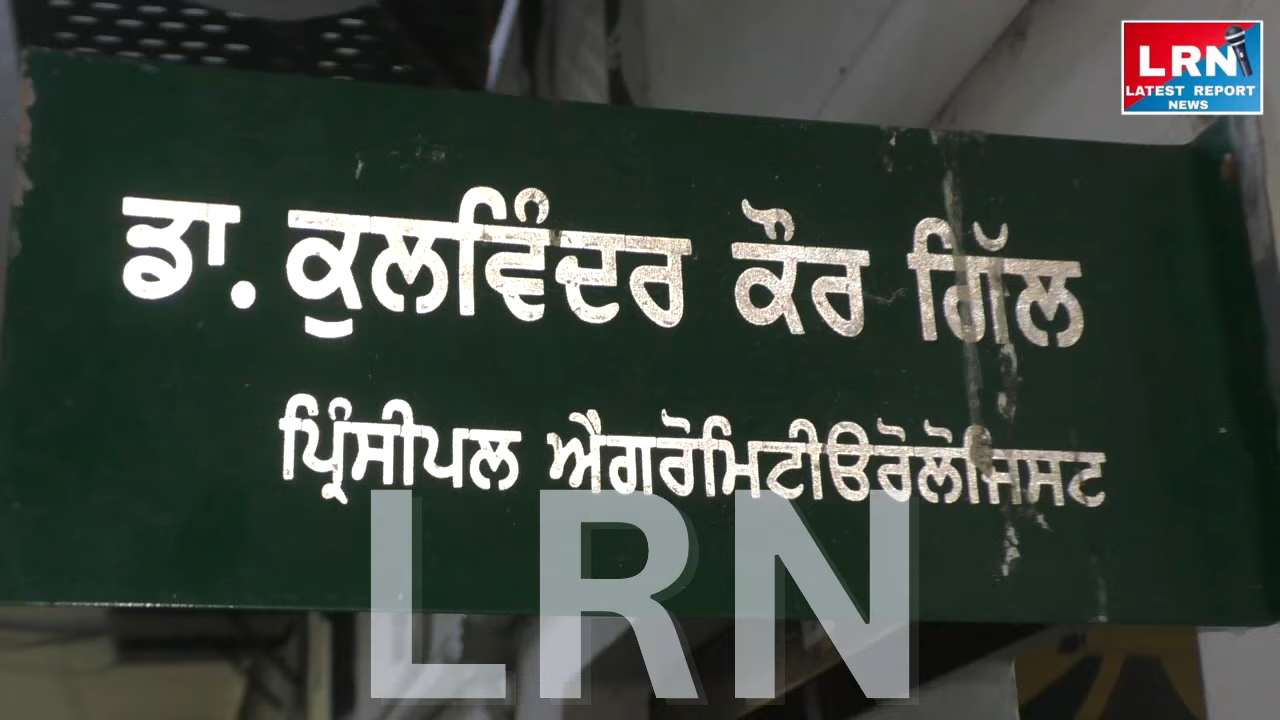 LRN
LATEST REPORT
NEWS
ਡਾ. ਕੁਲਵਿੰਦਰ ਕੌਰ ਗਿੱਲ
ਪ੍ਰਿੰਸੀਪਲ ਐਗਰੋਮਿਟੀਓਰੋਲੋਜਿਸਟ
LRN